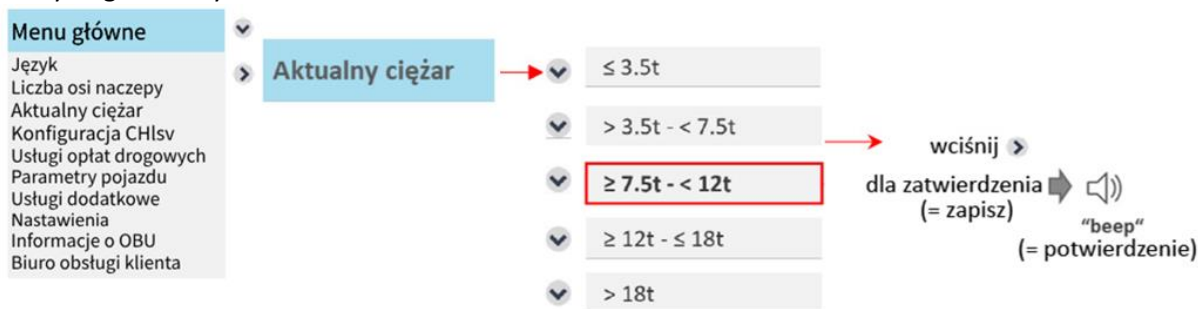 Menu główne
Język
Liczba osi naczepy
Aktualny ciężar
Konfiguracja CHlsv
Usługi opłat drogowych
Parametry pojazdu
Usługi dodatkowe
Nastawienia
Informacje o OBU
Biuro obsługi klienta
Aktualny ciężar
≤ 3.5t
> 3.5t - < 7.5t
≥ 7.5t - < 12t
≥ 12t - ≤ 18t
> 18t
wciśnij
dla zatwierdzenia
(= zapisz)
"beep"
(= potwierdzenie)